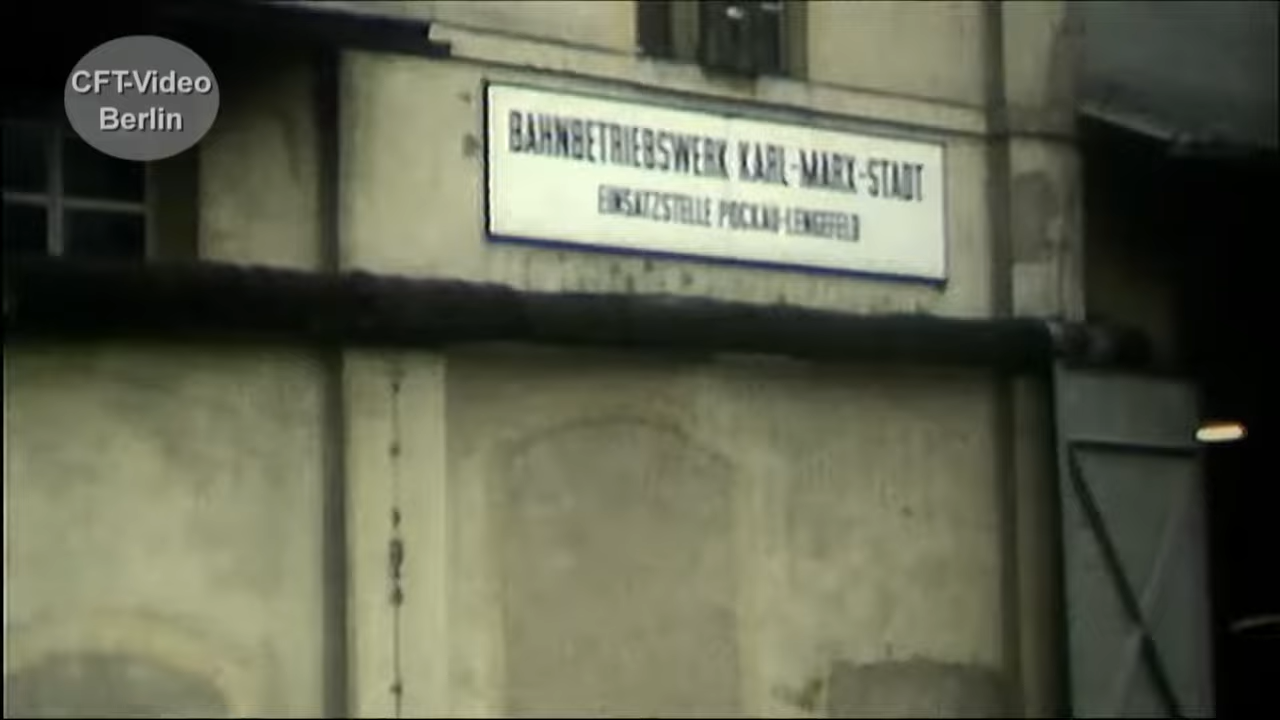 CFT-Video
Berlin
BAHNBETRIEBSWERK KARL-MARX-STADT
EINSATZSTELLE POCKAU-LENGEFELD